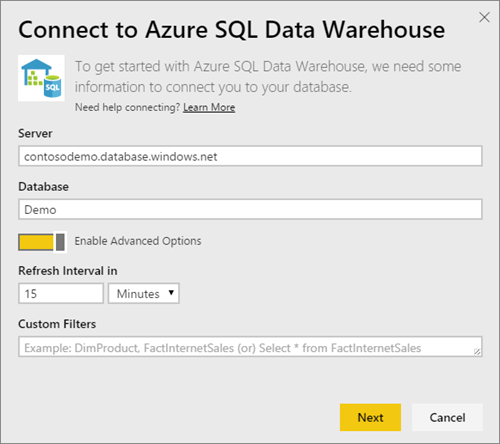 Connect to Azure SQL Data Warehouse
SQL
To get started with Azure SQL Data Warehouse, we need some
information to connect you to your database.
Need help connecting? Learn More
Server
contosodemo.database.windows.net
Database
Demo
Enable Advanced Options
Refresh Interval in
15 Minutes
Custom Filters
Example: DimProduct, FactInternetSales (or) Select * from FactInternetSales
Next Cancel